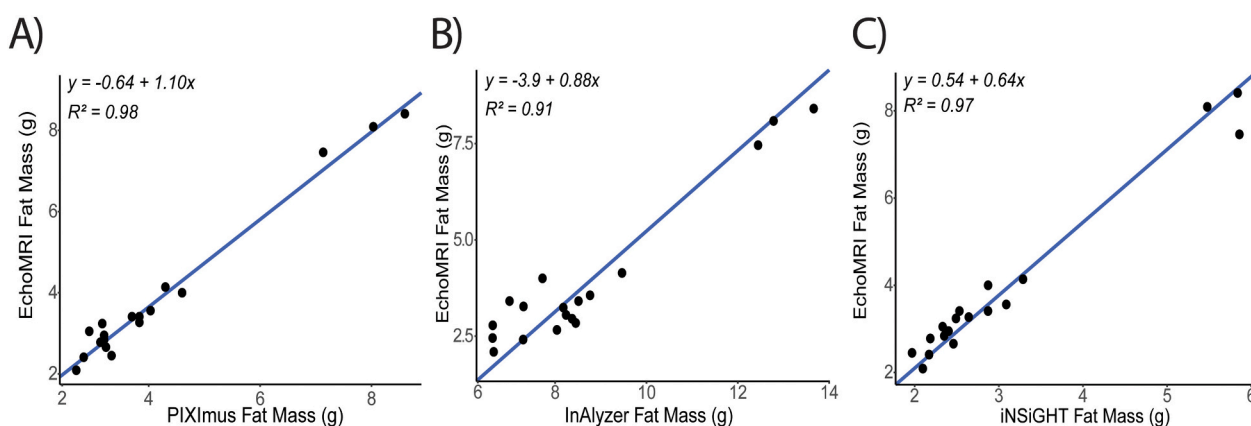 A)
y = -0.64 + 1.10x
R² = 0.98
EchoMRI Fat Mass (g)
8
6
4
2
2 4 6 8
PIXImus Fat Mass (g)
B)
y = -3.9 + 0.88x
R² = 0.91
EchoMRI Fat Mass (g)
7.5
5.0
2.5
6 8 10 12 14
InAlyzer Fat Mass (g)
C)
y = 0.54 + 0.64x
R² = 0.97
EchoMRI Fat Mass (g)
8
6
4
2
2 3 4 5 6
iNSiGHT Fat Mass (g)